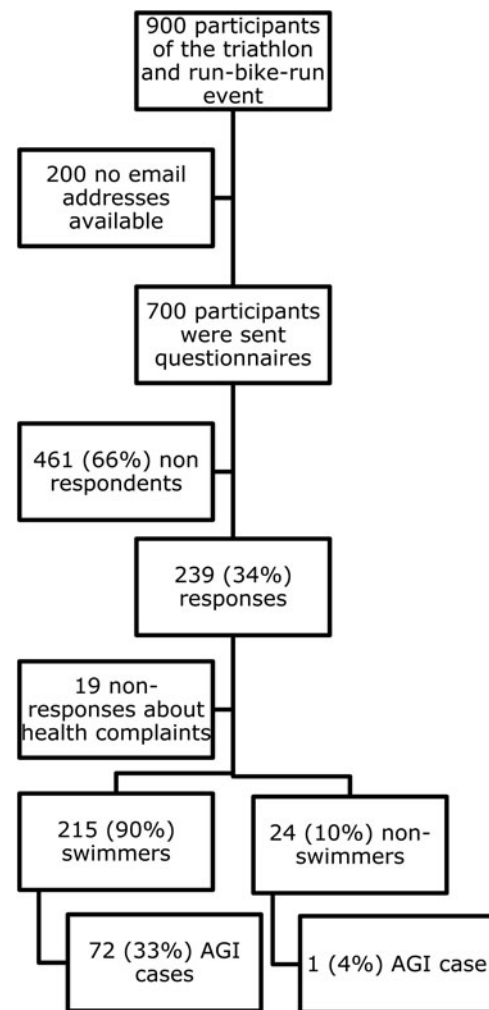 900 participants
of the triathlon
and run-bike-run
event
200 no email
addresses
available
700 participants
were sent
questionnaires
461 (66%) non
respondents
239 (34%)
responses
19 non-
responses about
health complaints
215 (90%)
swimmers
24 (10%) non-
swimmers
72 (33%) AGI
cases
1 (4%) AGI case